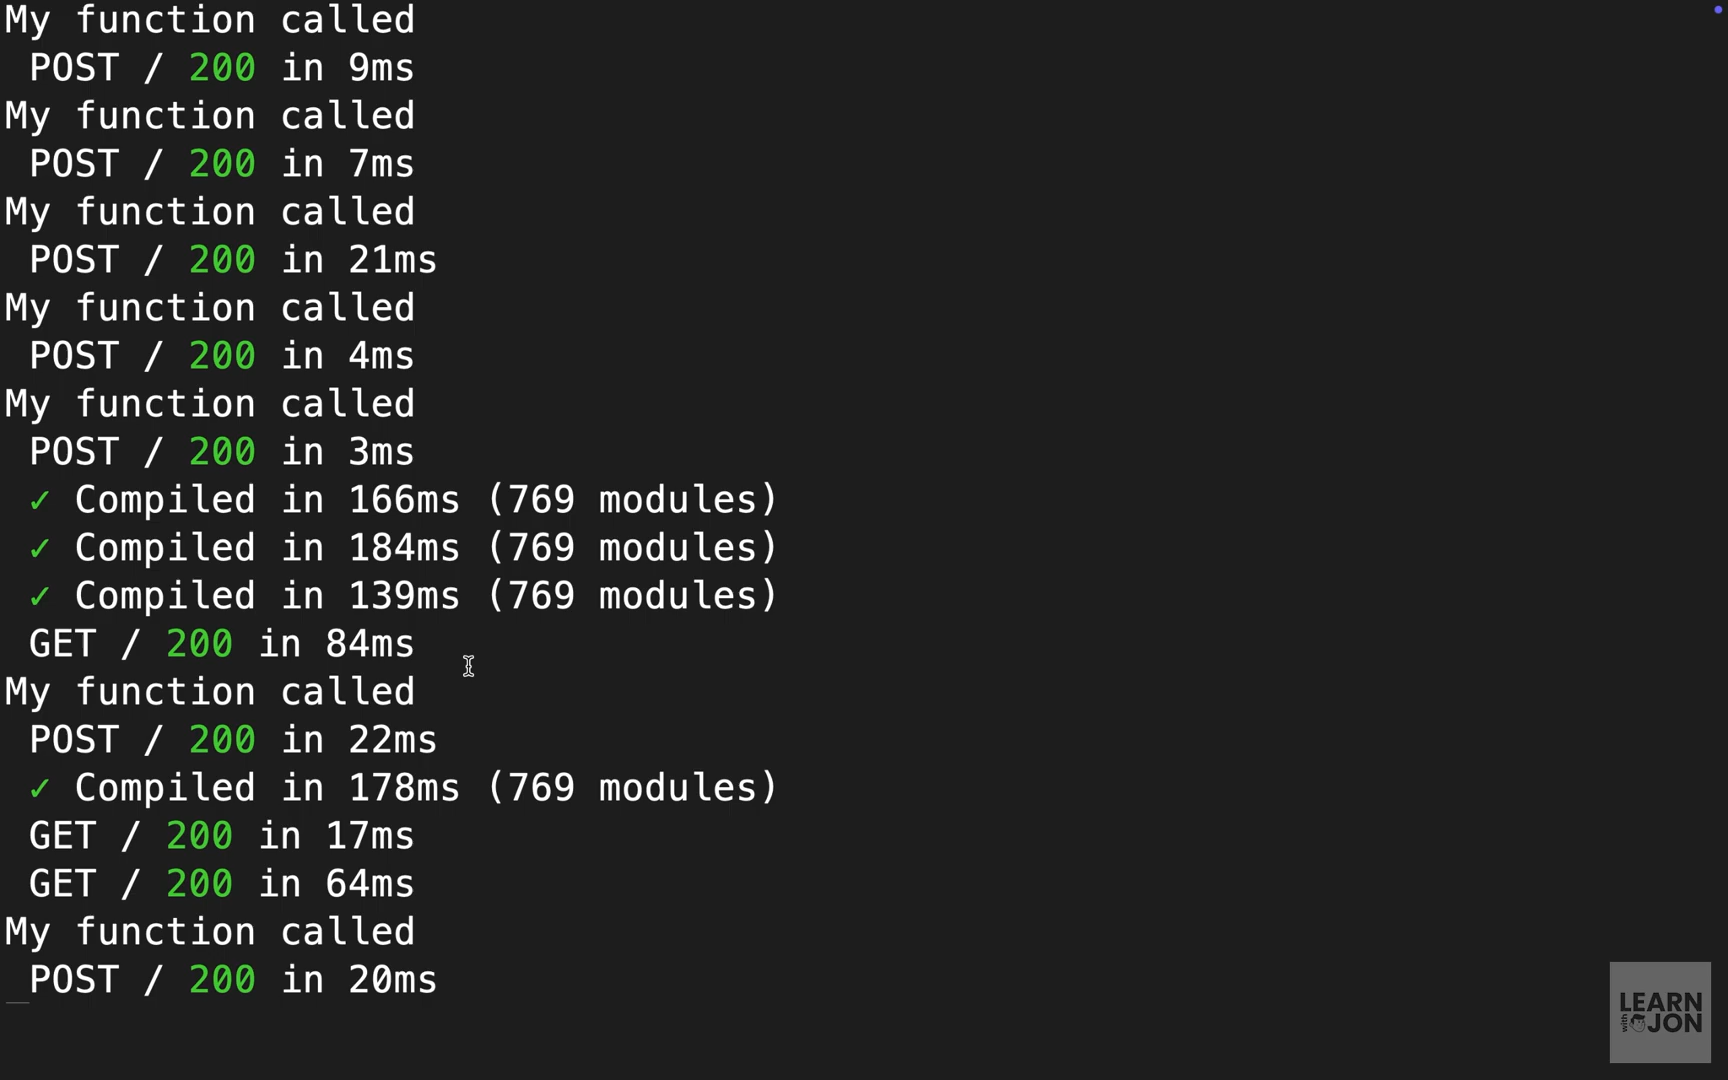 My function called
POST / 200 in 9ms
My function called
POST / 200 in 7ms
My function called
POST / 200 in 21ms
My function called
POST / 200 in 4ms
My function called
POST / 200 in 3ms
✓ Compiled in 166ms (769 modules)
✓ Compiled in 184ms (769 modules)
✓ Compiled in 139ms (769 modules)
GET / 200 in 84ms
My function called
POST / 200 in 22ms
✓ Compiled in 178ms (769 modules)
GET / 200 in 17ms
GET / 200 in 64ms
My function called
POST / 200 in 20ms
LEARN
with JON